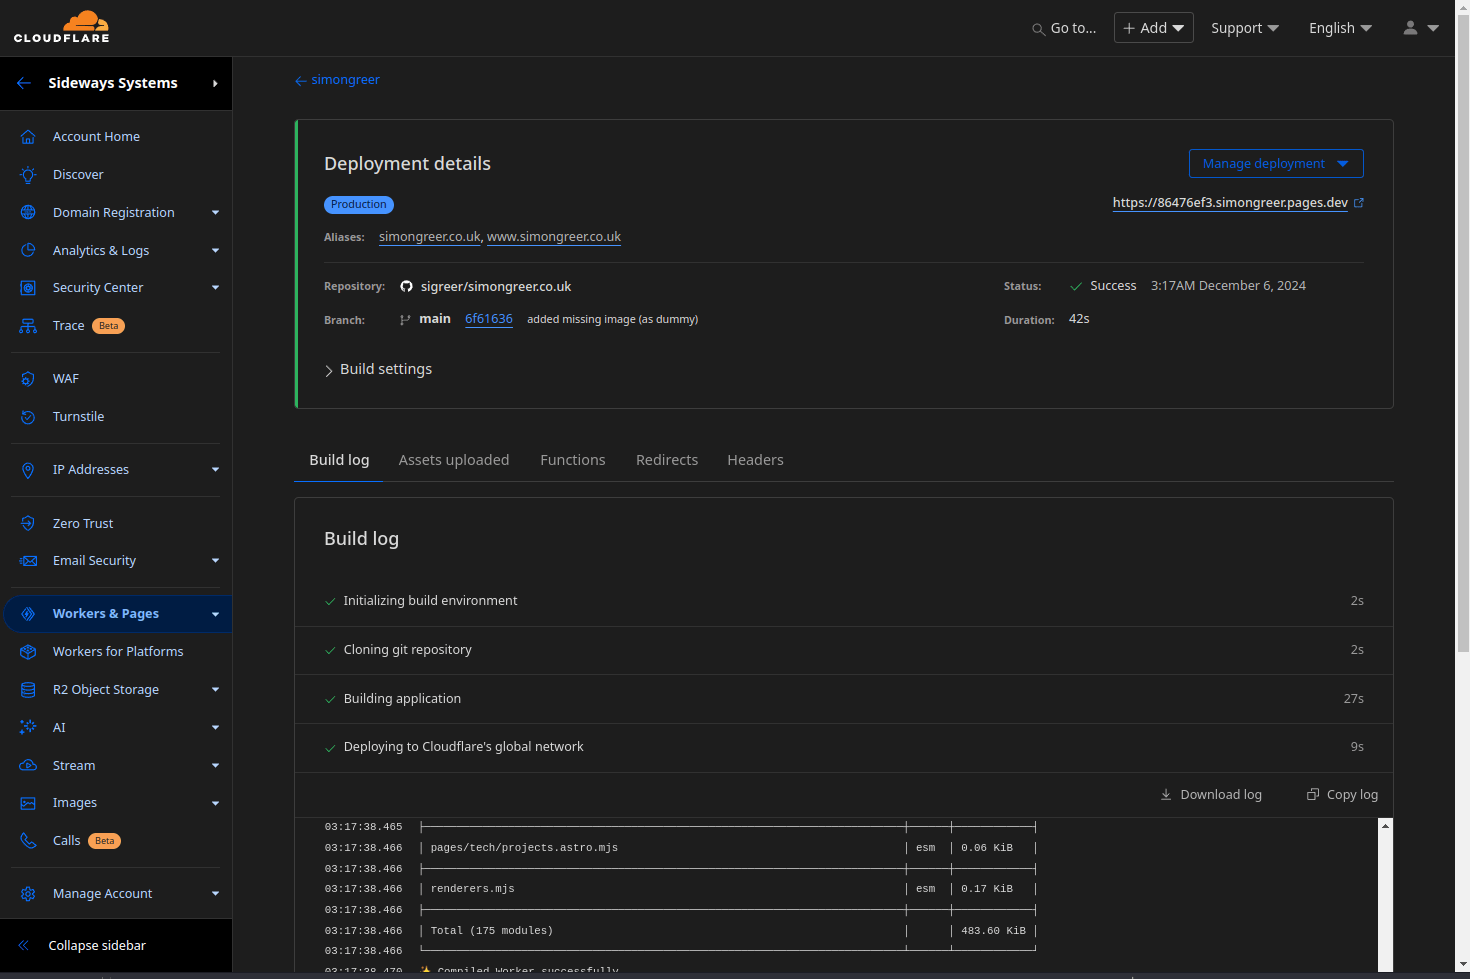 CLOUDFLARE
Go to...
+ Add
Support
English
Sideways Systems
Account Home
Discover
Domain Registration
Analytics & Logs
Security Center
Trace Beta
WAF
Turnstile
IP Addresses
Zero Trust
Email Security
Workers & Pages
Workers for Platforms
R2 Object Storage
AI
Stream
Images
Calls Beta
Manage Account
Collapse sidebar
← simongreer
Deployment details
Manage deployment
Production
https://86476ef3.simongreer.pages.dev
Aliases: simongreer.co.uk, www.simongreer.co.uk
Repository: sigreer/simongreer.co.uk
Status: Success 3:17AM December 6, 2024
Branch: main 6f61636 added missing image (as dummy)
Duration: 42s
Build settings
Build log Assets uploaded Functions Redirects Headers
Build log
Initializing build environment 2s
Cloning git repository 2s
Building application 27s
Deploying to Cloudflare's global network 9s
Download log Copy log
03:17:38.465
03:17:38.466 | pages/tech/projects.astro.mjs | esm | 0.06 KiB |
03:17:38.466
03:17:38.466 | renderers.mjs | esm | 0.17 KiB |
03:17:38.466
03:17:38.466 | Total (175 modules) | | 483.60 KiB |
03:17:38.466
03:17:38.470 ✨ Compiled Worker successfully